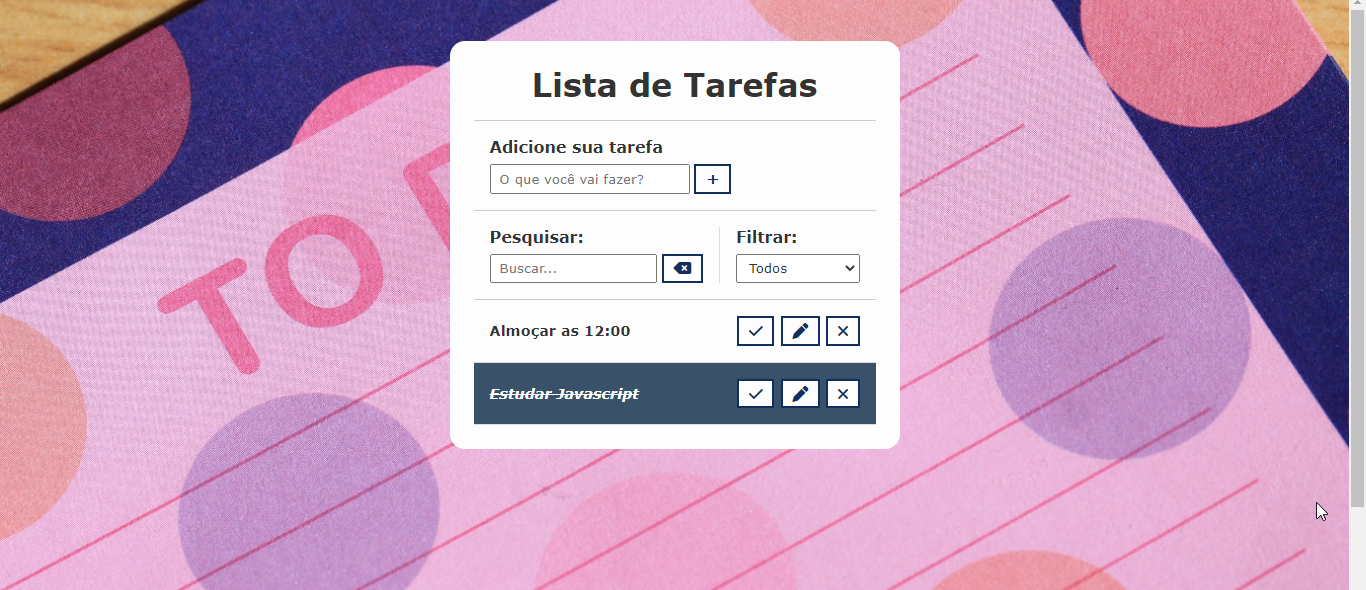 Lista de Tarefas
Adicione sua tarefa
O que você vai fazer?
+
Pesquisar:
Filtrar:
Buscar...
Todos
Almoçar as 12:00
Estudar Javascript
TO